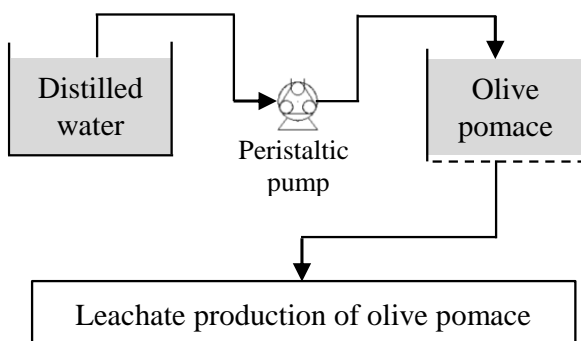 Distilled
water
Peristaltic
pump
Olive
pomace
Leachate production of olive pomace